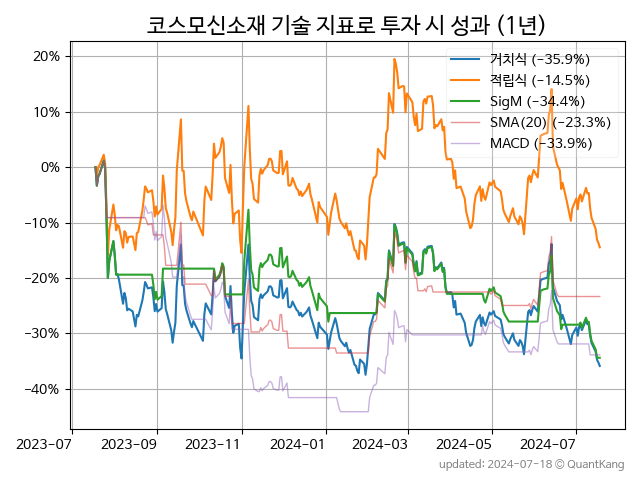 코스모신소재 기술 지표로 투자 시 성과 (1년)
거치식 (−35.9%)
적립식 (−14.5%)
SigM (−34.4%)
SMA(20) (−23.3%)
MACD (−33.9%)
20%
10%
0%
−10%
−20%
−30%
−40%
2023-07 2023-09 2023-11 2024-01 2024-03 2024-05 2024-07
updated: 2024-07-18 ⓒ QuantKang